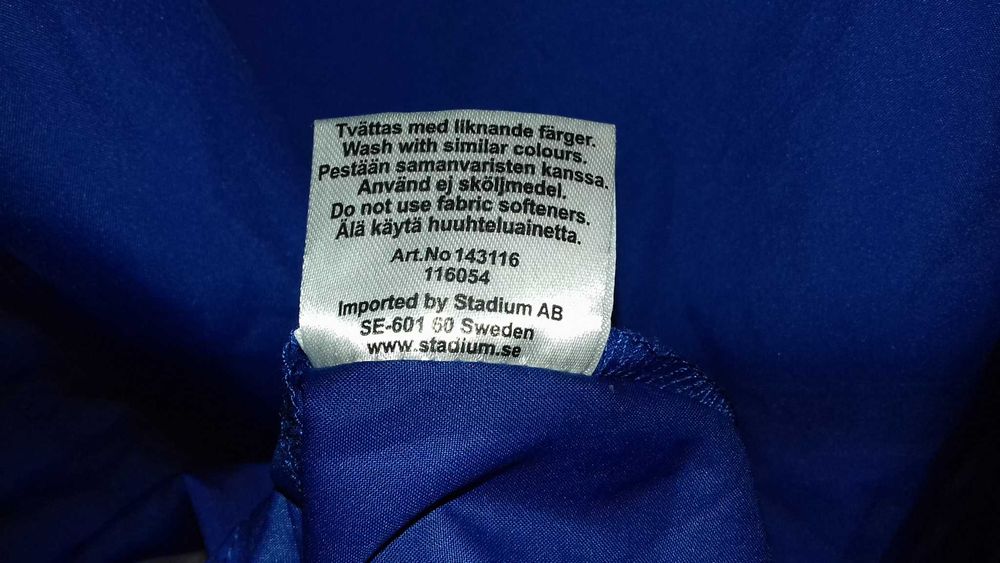 Tvättas med liknande färger.
Wash with similar colours.
Pestään samanvaristen kanssa.
Använd ej sköljmedel.
Do not use fabric softeners.
Älä käytä huuhteluainetta.
Art.No 143116
116054
Imported by Stadium AB
SE-601 60 Sweden
www.stadium.se